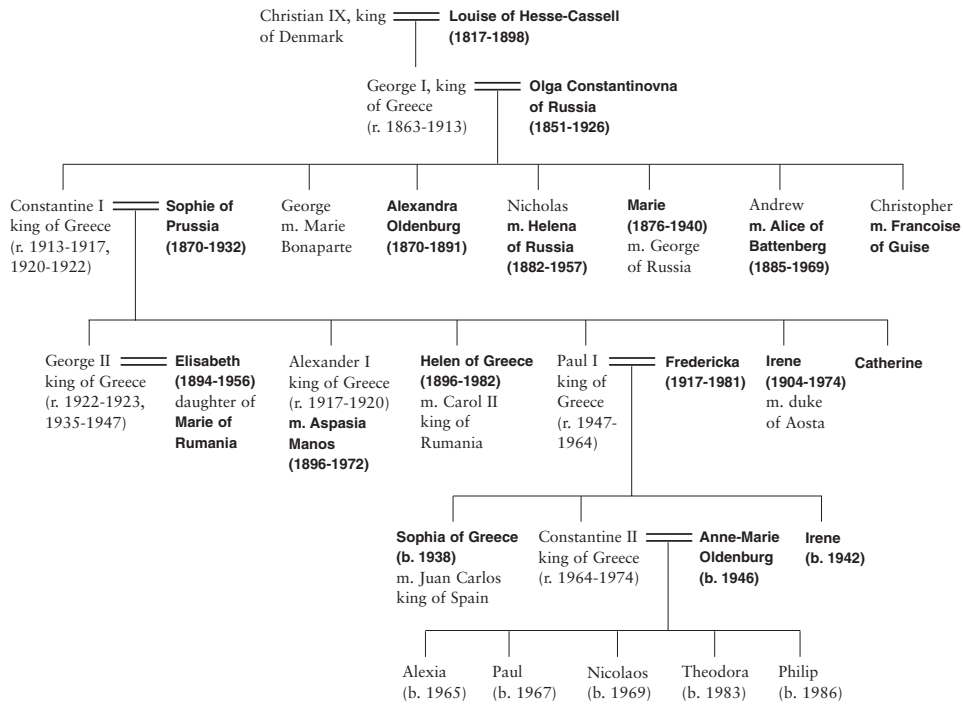 Christian IX, king
of Denmark
Louise of Hesse-Cassell
(1817-1898)
George I, king
of Greece
(r. 1863-1913)
Olga Constantinovna
of Russia
(1851-1926)
Constantine I
king of Greece
(r. 1913-1917,
1920-1922)
Sophie of
Prussia
(1870-1932)
George
m. Marie
Bonaparte
Alexandra
Oldenburg
(1870-1891)
Nicholas
m. Helena
of Russia
(1882-1957)
Marie
(1876-1940)
m. George
of Russia
Andrew
m. Alice of
Battenberg
(1885-1969)
Christopher
m. Francoise
of Guise
George II
king of Greece
(r. 1922-1923,
1935-1947)
Elisabeth
(1894-1956)
daughter of
Marie of
Rumania
Alexander I
king of Greece
(r. 1917-1920)
m. Aspasia
Manos
(1896-1972)
Helen of Greece
(1896-1982)
m. Carol II
king of
Rumania
Paul I
king of
Greece
(r. 1947-
1964)
Fredericka
(1917-1981)
Irene
(1904-1974)
m. duke
of Aosta
Catherine
Sophia of Greece
(b. 1938)
m. Juan Carlos
king of Spain
Constantine II
king of Greece
(r. 1964-1974)
Anne-Marie
Oldenburg
(b. 1946)
Irene
(b. 1942)
Alexia
(b. 1965)
Paul
(b. 1967)
Nicolaos
(b. 1969)
Theodora
(b. 1983)
Philip
(b. 1986)